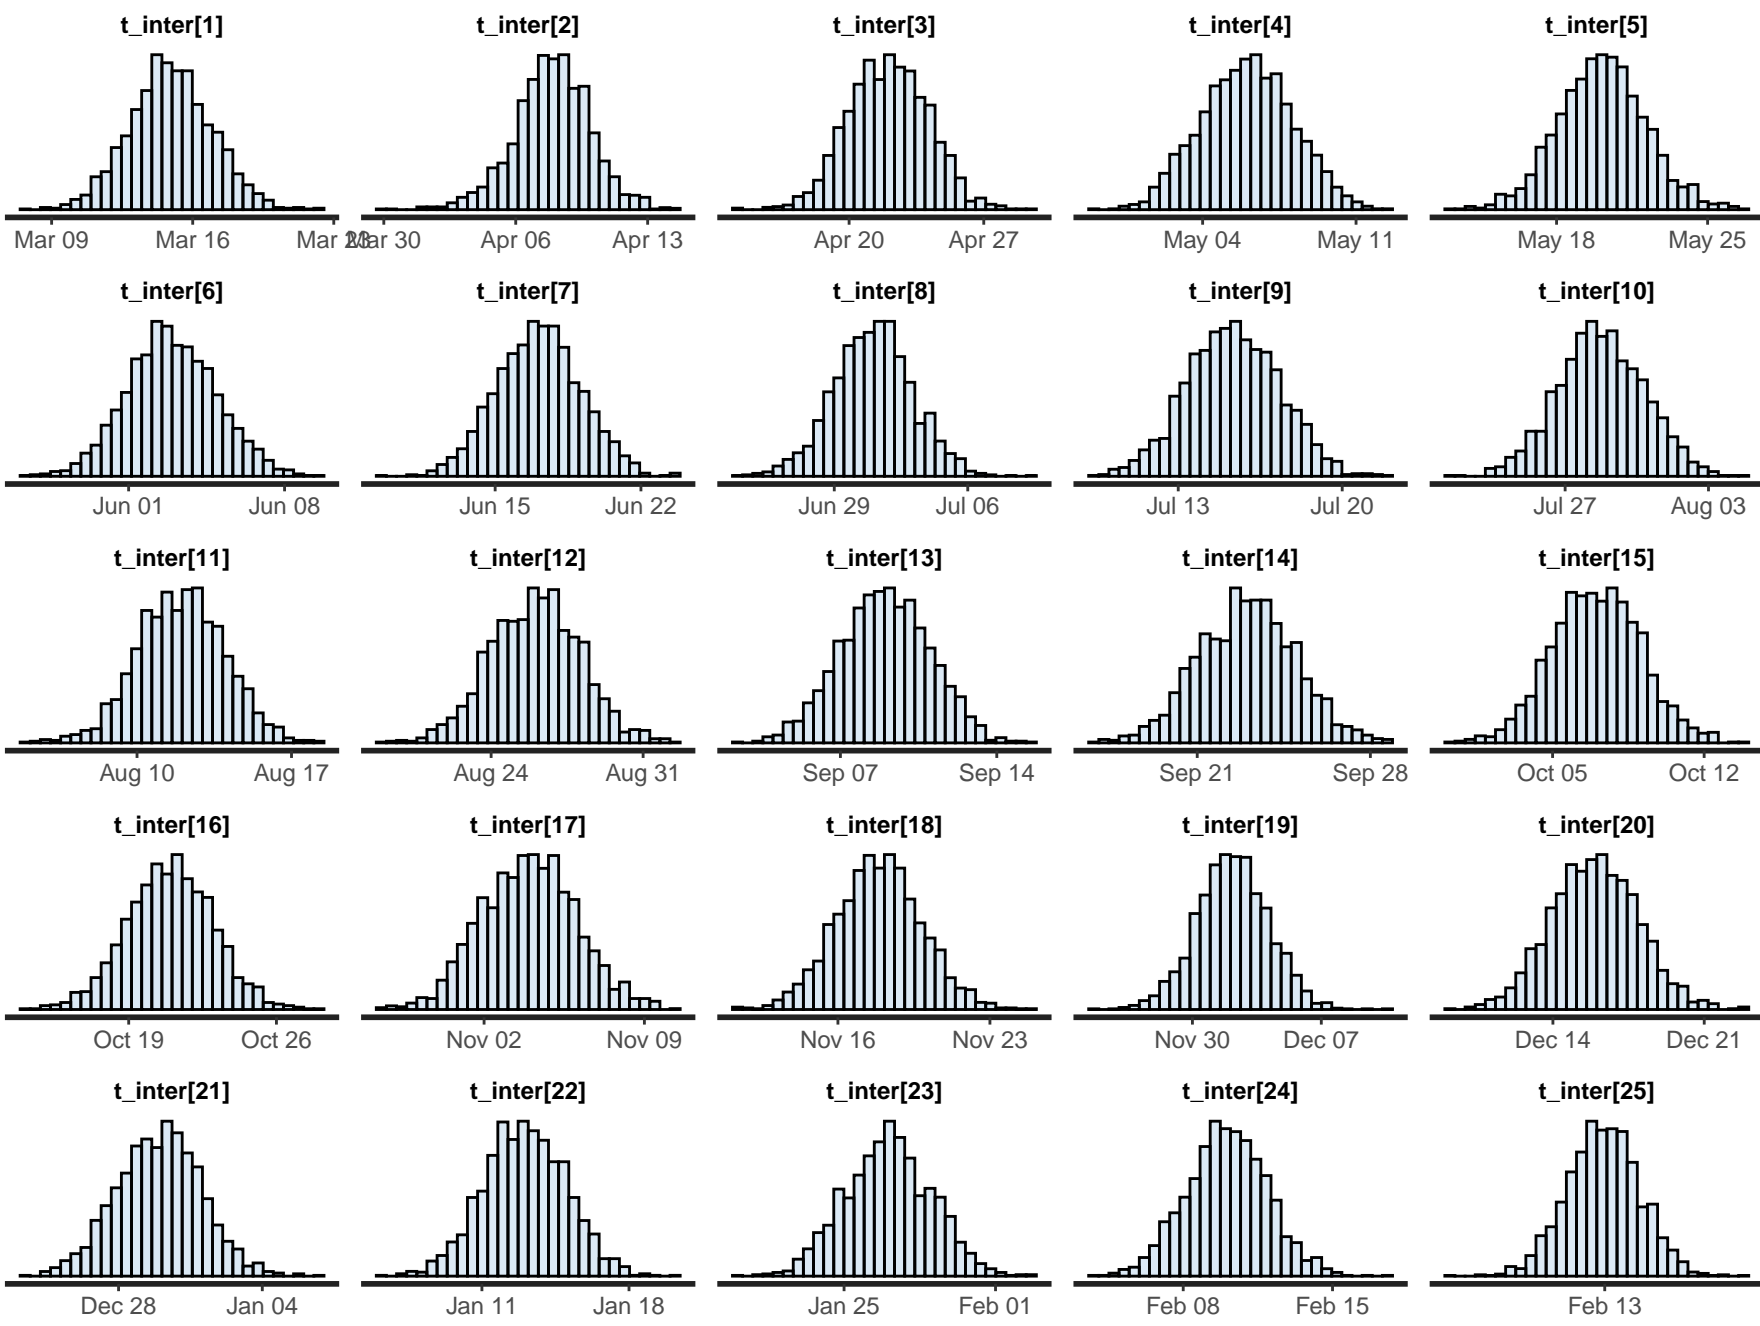 t_inter[1] t_inter[2] t_inter[3] t_inter[4] t_inter[5]
Mar 09 Mar 16 Mar 23 Mar 30 Apr 06 Apr 13 Apr 20 Apr 27 May 04 May 11 May 18 May 25
t_inter[6] t_inter[7] t_inter[8] t_inter[9] t_inter[10]
Jun 01 Jun 08 Jun 15 Jun 22 Jun 29 Jul 06 Jul 13 Jul 20 Jul 27 Aug 03
t_inter[11] t_inter[12] t_inter[13] t_inter[14] t_inter[15]
Aug 10 Aug 17 Aug 24 Aug 31 Sep 07 Sep 14 Sep 21 Sep 28 Oct 05 Oct 12
t_inter[16] t_inter[17] t_inter[18] t_inter[19] t_inter[20]
Oct 19 Oct 26 Nov 02 Nov 09 Nov 16 Nov 23 Nov 30 Dec 07 Dec 14 Dec 21
t_inter[21] t_inter[22] t_inter[23] t_inter[24] t_inter[25]
Dec 28 Jan 04 Jan 11 Jan 18 Jan 25 Feb 01 Feb 08 Feb 15 Feb 13